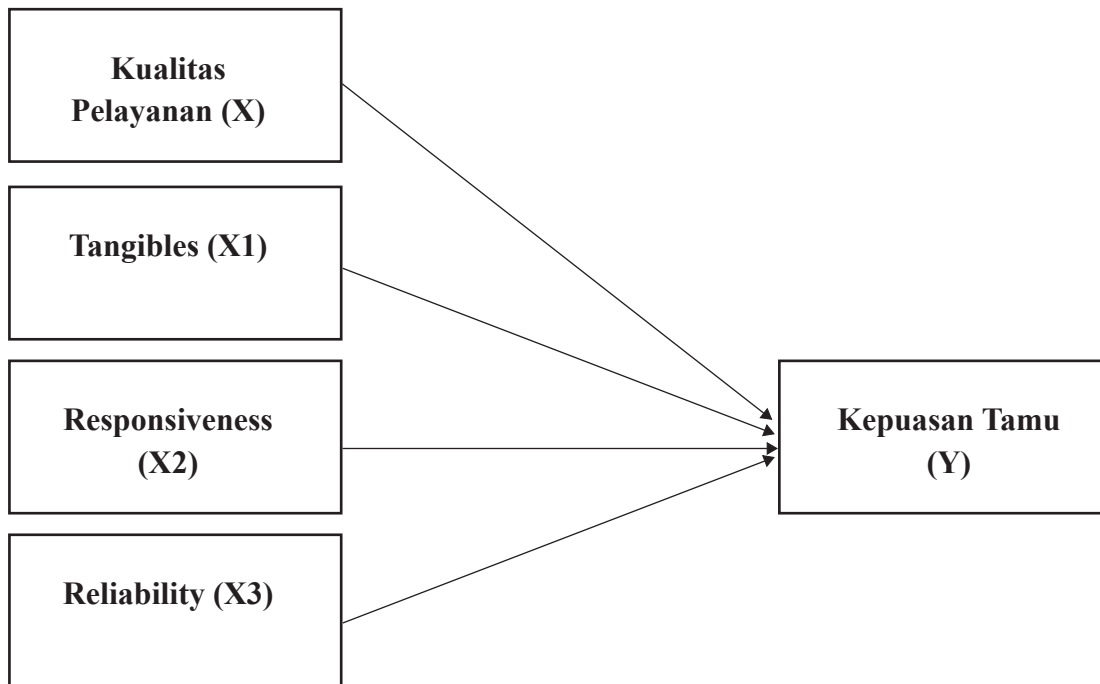 Kualitas
Pelayanan (X)
Tangibles (X1)
Responsiveness
(X2)
Kepuasan Tamu
(Y)
Reliability (X3)